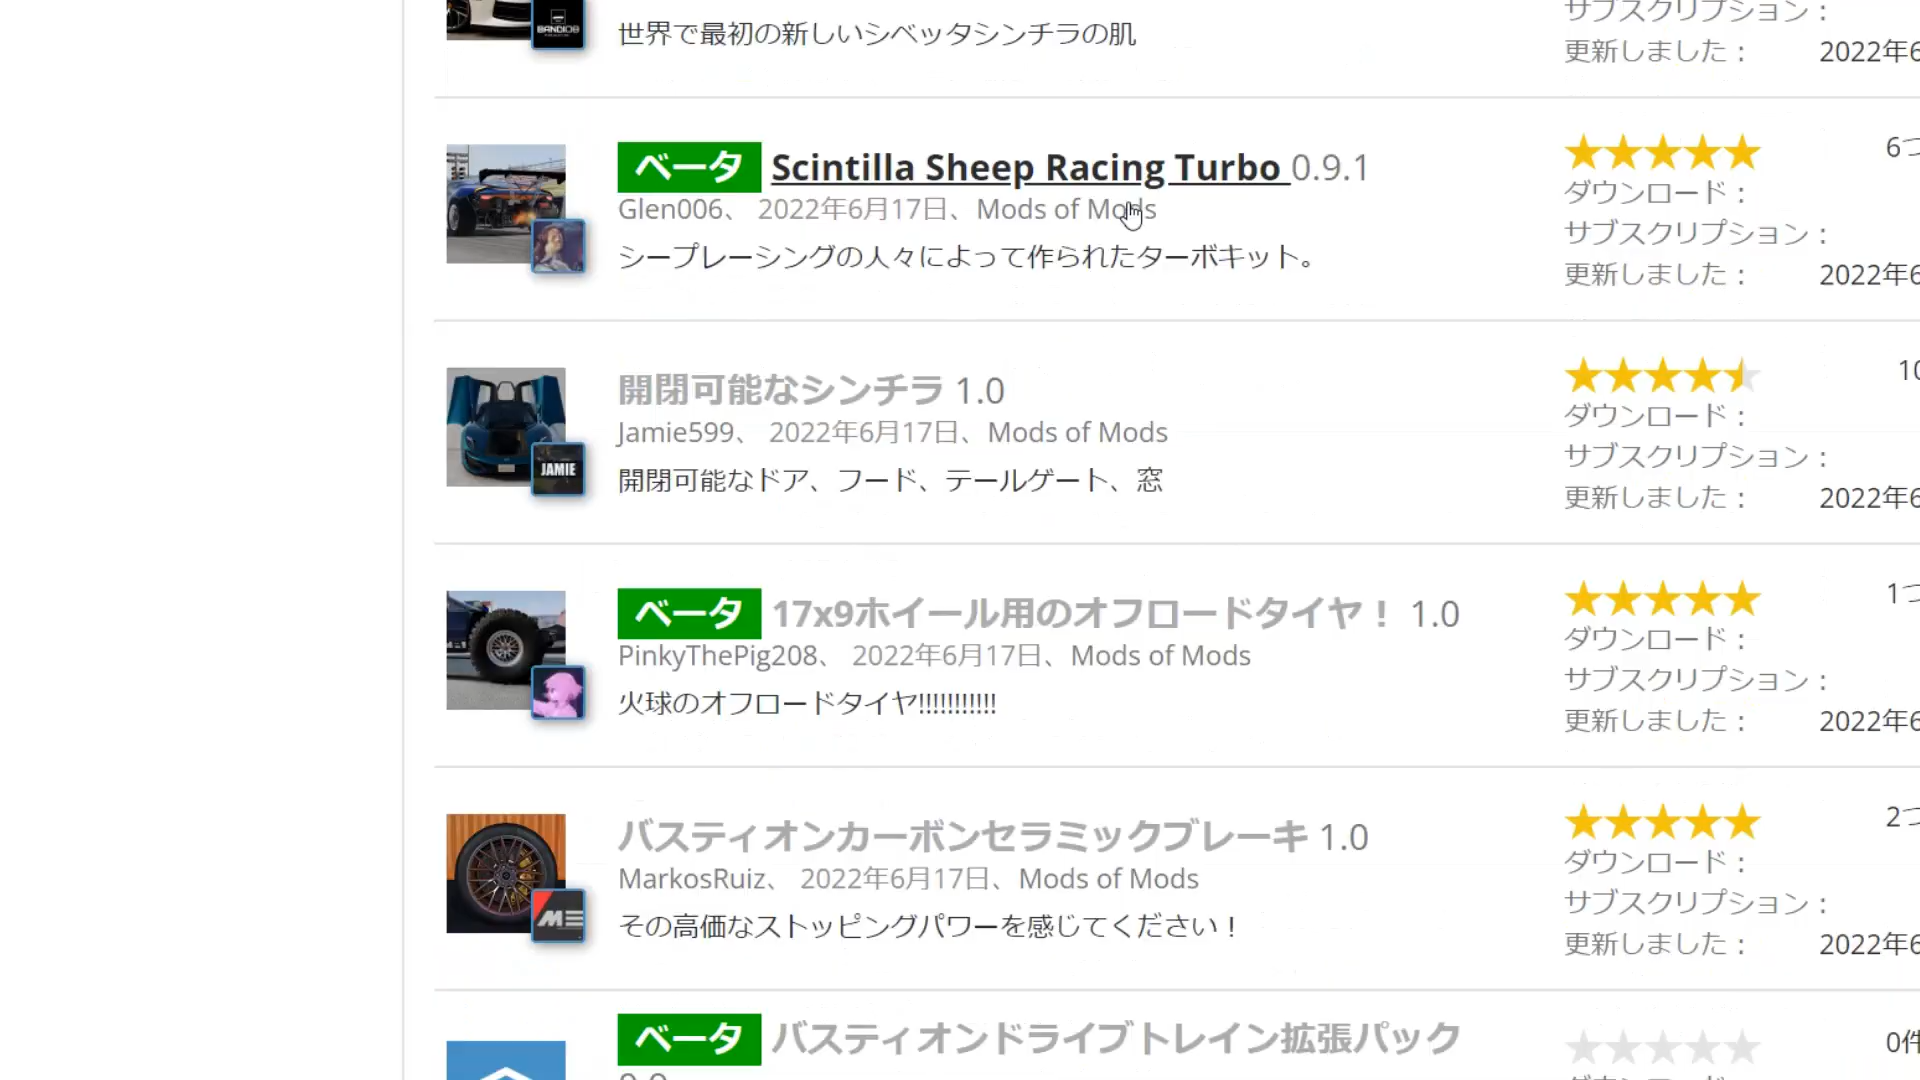 BANDIOB
世界で最初の新しいシベッタシンチラの肌
サブスクリプション：
更新しました： 2022年6
ベータ Scintilla Sheep Racing Turbo 0.9.1
6つ
Glen006、 2022年6月17日、Mods of Mods
ダウンロード：
シープレーシングの人々によって作られたターボキット。
サブスクリプション：
更新しました： 2022年6
開閉可能なシンチラ 1.0
10
Jamie599、 2022年6月17日、Mods of Mods
ダウンロード：
JAMIE
開閉可能なドア、フード、テールゲート、窓
サブスクリプション：
更新しました： 2022年6
ベータ 17x9ホイール用のオフロードタイヤ！ 1.0
1つ
PinkyThePig208、 2022年6月17日、Mods of Mods
ダウンロード：
火球のオフロードタイヤ!!!!!!!!!!!
サブスクリプション：
更新しました： 2022年6
バスティオンカーボンセラミックブレーキ 1.0
2つ
MarkosRuiz、 2022年6月17日、Mods of Mods
ダウンロード：
その高価なストッピングパワーを感じてください！
サブスクリプション：
更新しました： 2022年6
ベータ バスティオンドライブトレイン拡張パック
0件